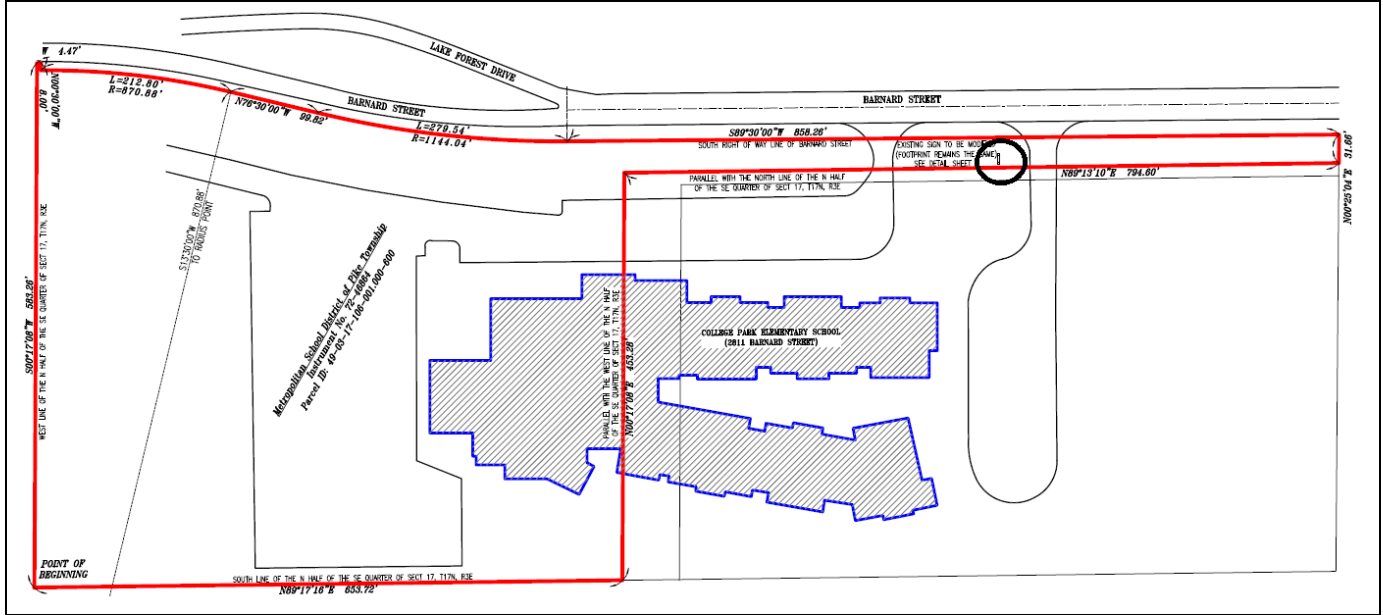 LAKE FOREST DRIVE
W 4.47'
N00°30'00"W
8.00'
L=212.80'
R=870.88'
N76°30'00"W 99.82'
BARNARD STREET
L=279.54'
R=1144.04'
BARNARD STREET
S89°30'00"W 858.26'
SOUTH RIGHT OF WAY LINE OF BARNARD STREET
EXISTING SIGN TO BE
(FOOTPRINT REMAINS THE SAME)
SEE DETAIL SHEET
31.66'
N00°25'04"E
N89°13'10"E 794.60'
PARALLEL WITH THE NORTH LINE OF THE N HALF
OF THE SE QUARTER OF SECT 17, T17N, R3E
S13°30'00"W 870.88'
TO RADIUS POINT
S00°17'08"W 583.26'
WEST LINE OF THE N HALF OF THE SE QUARTER OF SECT 17, T17N, R3E
Metropolitan School District of Pike Township
Instrument No. 72-46864
Parcel ID: 49-03-17-106-001.000-600
PARALLEL WITH THE WEST LINE OF THE N HALF
OF THE SE QUARTER OF SECT 17, T17N, R3E
N00°17'08"E 453.28'
COLLEGE PARK ELEMENTARY SCHOOL
(2811 BARNARD STREET)
POINT OF
BEGINNING
SOUTH LINE OF THE N HALF OF THE SE QUARTER OF SECT 17, T17N, R3E
N89°17'16"E 653.72'